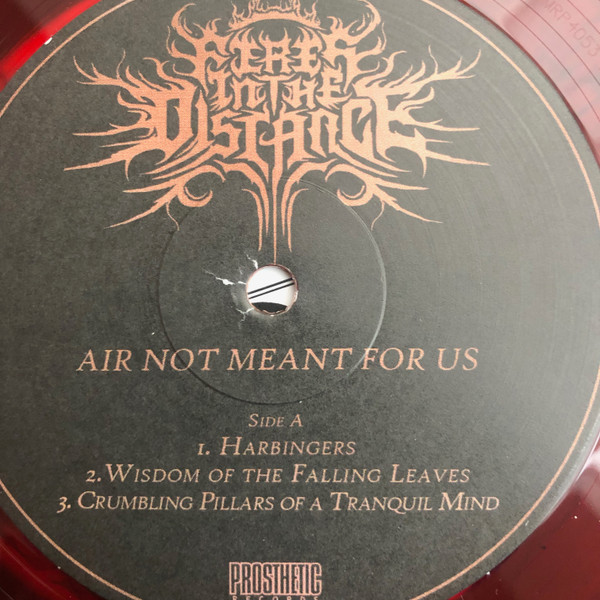 FIRES
IN THE
DISTANCE
AIR NOT MEANT FOR US
SIDE A
1. HARBINGERS
2. WISDOM OF THE FALLING LEAVES
3. CRUMBLING PILLARS OF A TRANQUIL MIND
PROSTHETIC
RECORDS